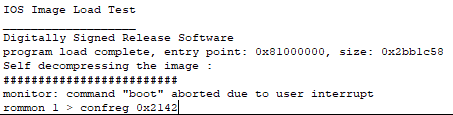 IOS Image Load Test
___________________
Digitally Signed Release Software
program load complete, entry point: 0x81000000, size: 0x2bb1c58
Self decompressing the image :
##########################
monitor: command "boot" aborted due to user interrupt
rommon 1 > confreg 0x2142